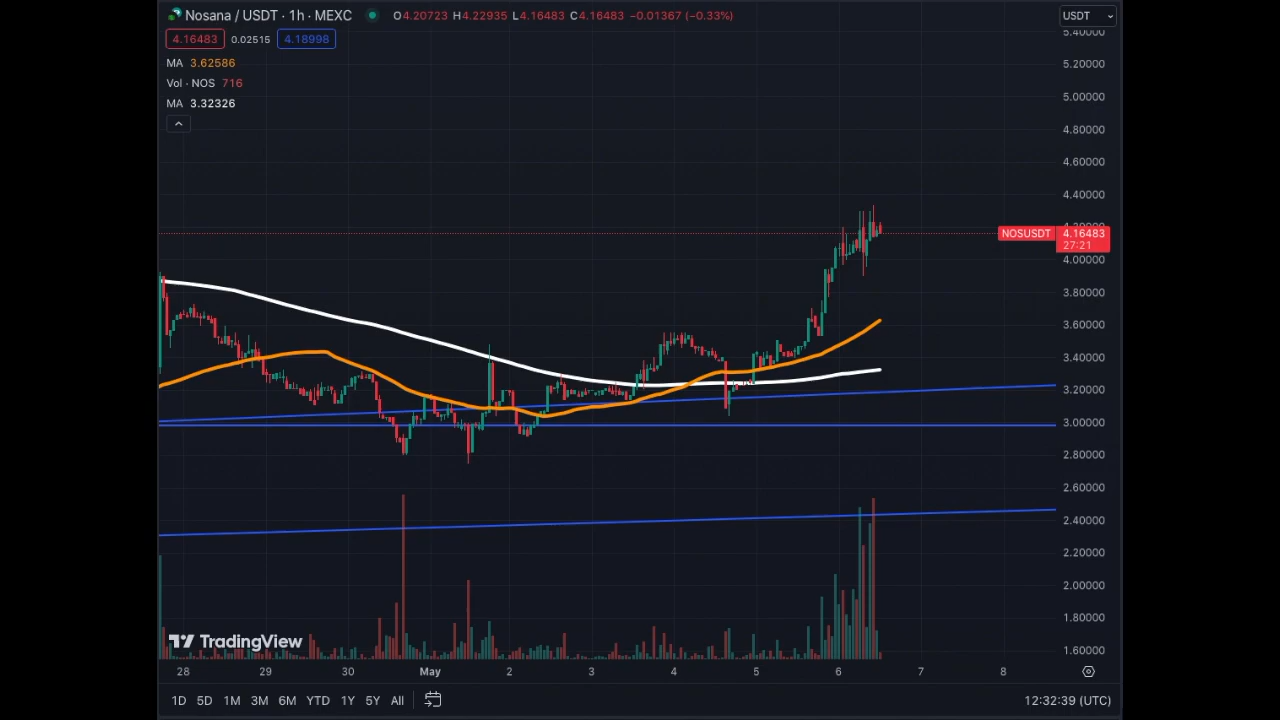 Nosana / USDT · 1h · MEXC O4.20723 H4.22935 L4.16483 C4.16483 −0.01367 (−0.33%)
USDT
4.16483 0.02515 4.18998
MA 3.62586
Vol · NOS 716
MA 3.32326
5.40000
5.20000
5.00000
4.80000
4.60000
4.40000
4.20000
NOSUSDT 4.16483
27:21
4.00000
3.80000
3.60000
3.40000
3.20000
3.00000
2.80000
2.60000
2.40000
2.20000
2.00000
1.80000
1.60000
TradingView
28 29 30 May 2 3 4 5 6 7 8
1D 5D 1M 3M 6M YTD 1Y 5Y All 12:32:39 (UTC)